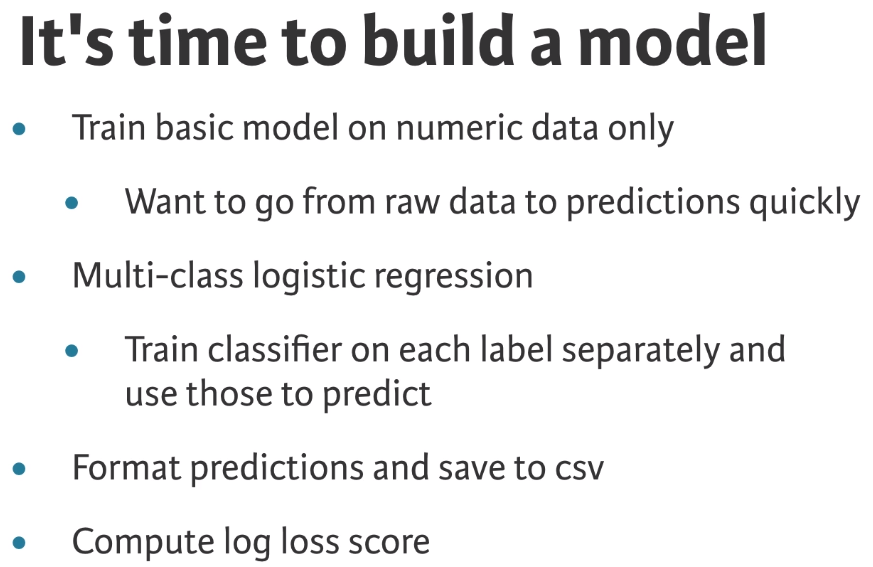 It's time to build a model
• Train basic model on numeric data only
• Want to go from raw data to predictions quickly
• Multi-class logistic regression
• Train classifier on each label separately and
use those to predict
• Format predictions and save to csv
• Compute log loss score